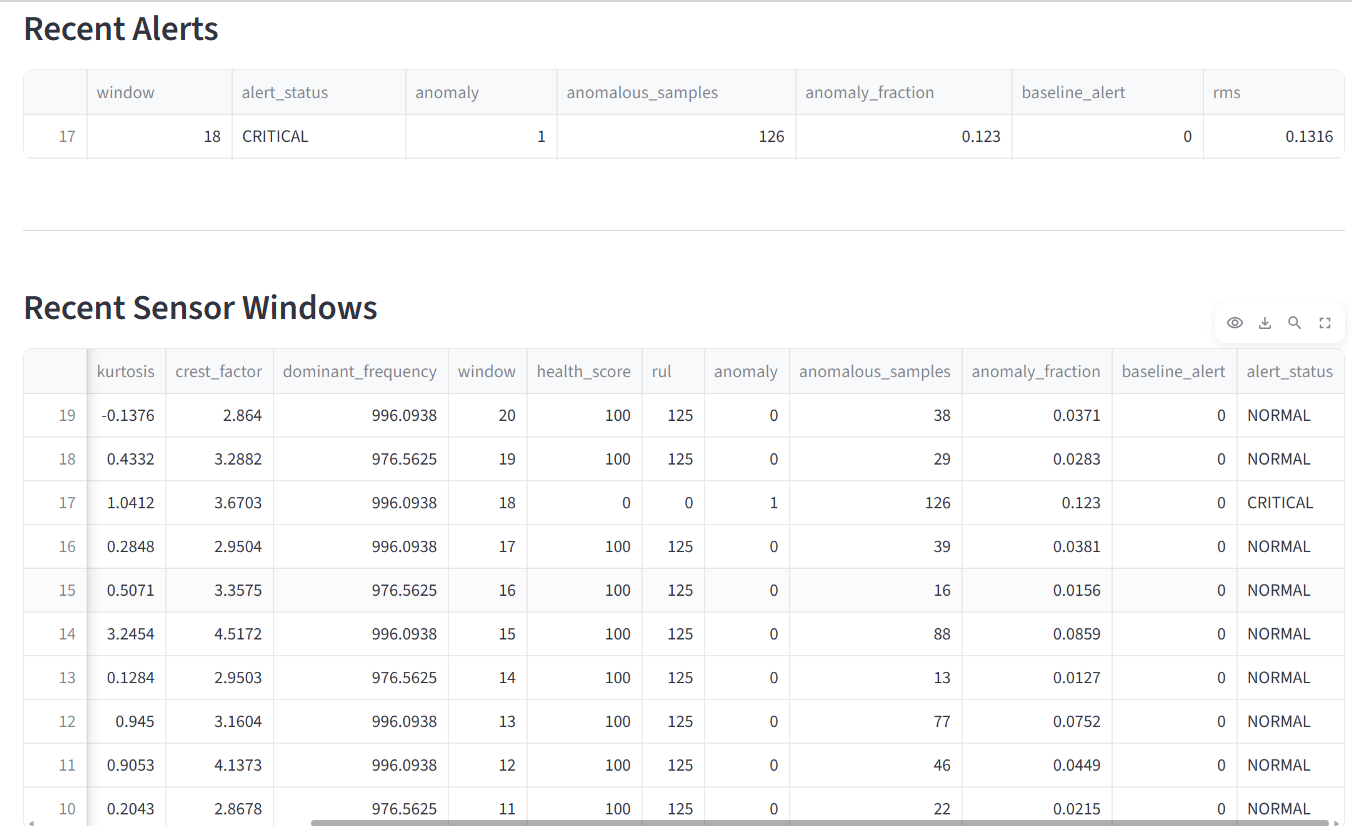 Recent Alerts
window alert_status anomaly anomalous_samples anomaly_fraction baseline_alert rms
17 18 CRITICAL 1 126 0.123 0 0.1316
Recent Sensor Windows
kurtosis crest_factor dominant_frequency window health_score rul anomaly anomalous_samples anomaly_fraction baseline_alert alert_status
19 -0.1376 2.864 996.0938 20 100 125 0 38 0.0371 0 NORMAL
18 0.4332 3.2882 976.5625 19 100 125 0 29 0.0283 0 NORMAL
17 1.0412 3.6703 996.0938 18 0 0 1 126 0.123 0 CRITICAL
16 0.2848 2.9504 996.0938 17 100 125 0 39 0.0381 0 NORMAL
15 0.5071 3.3575 976.5625 16 100 125 0 16 0.0156 0 NORMAL
14 3.2454 4.5172 996.0938 15 100 125 0 88 0.0859 0 NORMAL
13 0.1284 2.9503 976.5625 14 100 125 0 13 0.0127 0 NORMAL
12 0.945 3.1604 996.0938 13 100 125 0 77 0.0752 0 NORMAL
11 0.9053 4.1373 996.0938 12 100 125 0 46 0.0449 0 NORMAL
10 0.2043 2.8678 976.5625 11 100 125 0 22 0.0215 0 NORMAL